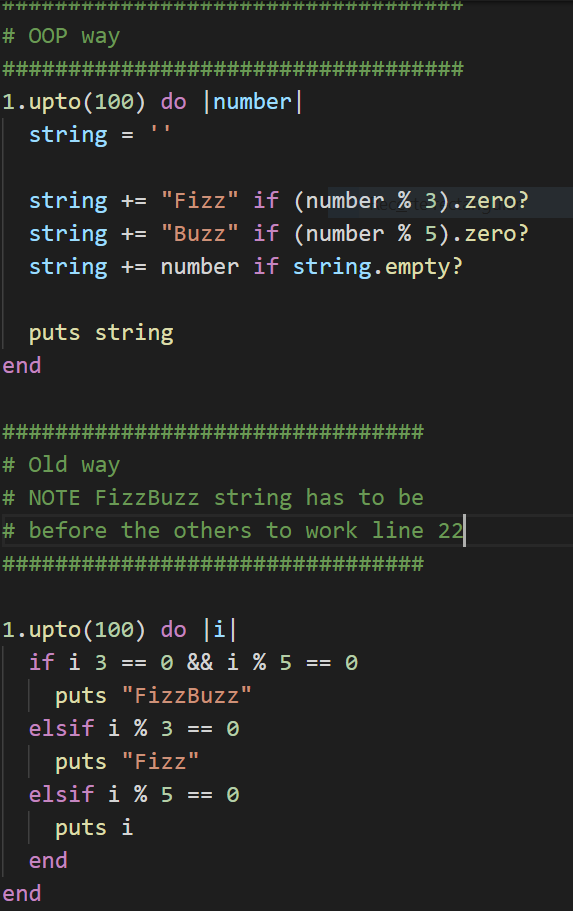 ###################################
# OOP way
###################################
1.upto(100) do |number|
  string = ''

  string += "Fizz" if (number % 3).zero?
  string += "Buzz" if (number % 5).zero?
  string += number if string.empty?

  puts string
end

################################
# Old way
# NOTE FizzBuzz string has to be
# before the others to work line 22
################################

1.upto(100) do |i|
  if i 3 == 0 && i % 5 == 0
    puts "FizzBuzz"
  elsif i % 3 == 0
    puts "Fizz"
  elsif i % 5 == 0
    puts i
  end
end